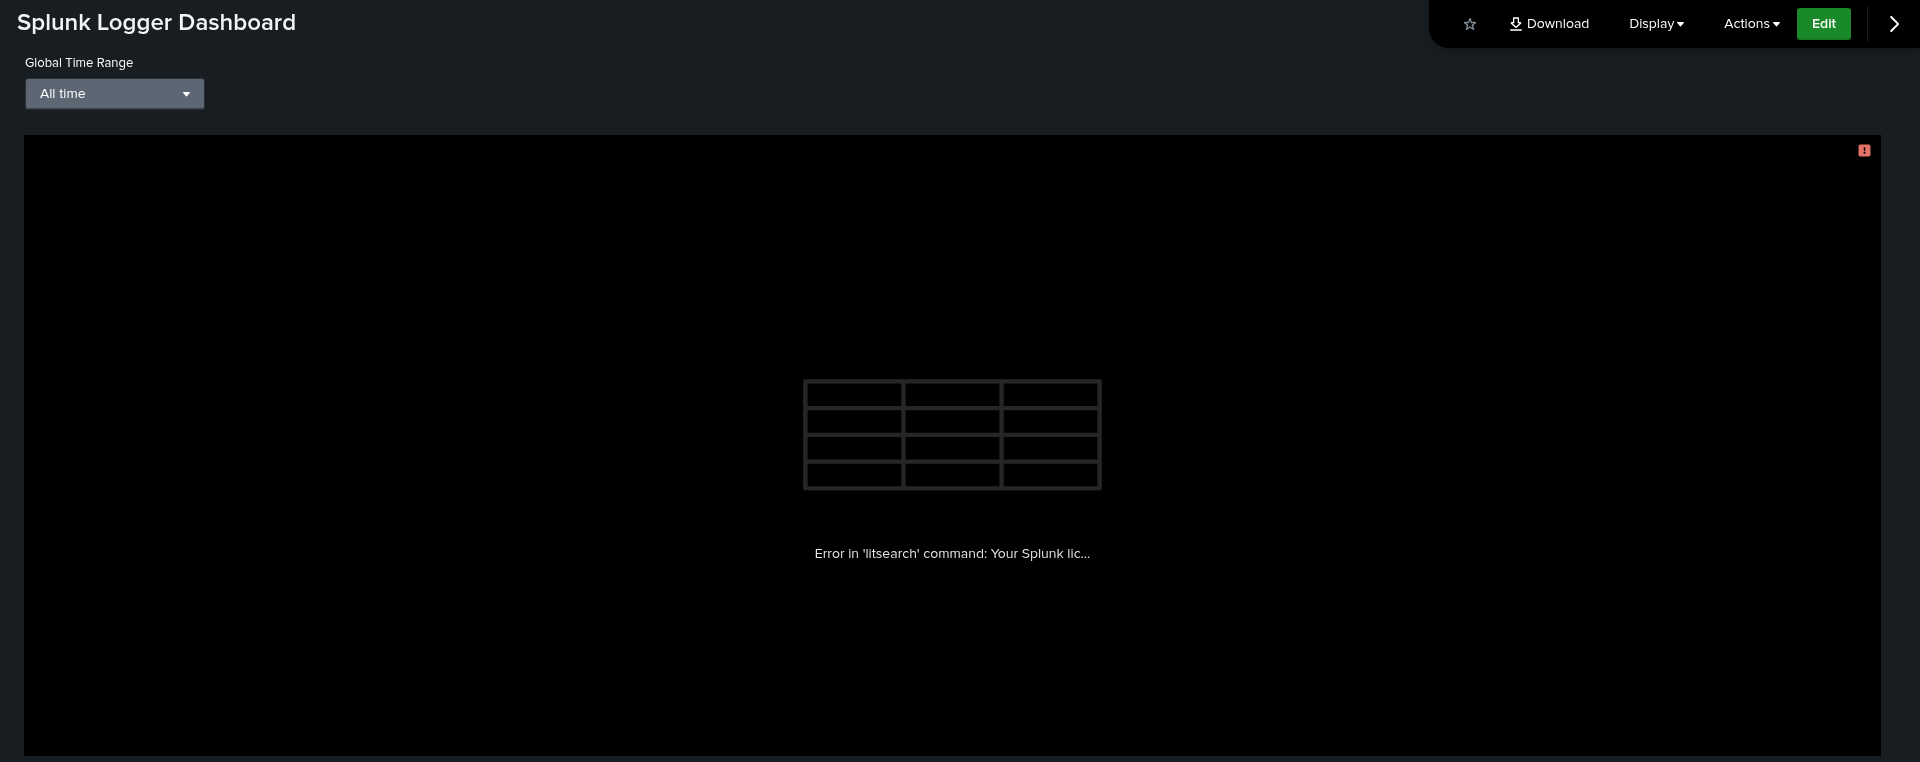 Splunk Logger Dashboard
Download
Display
Actions
Edit
Global Time Range
All time
Error in 'litsearch' command: Your Splunk lic...